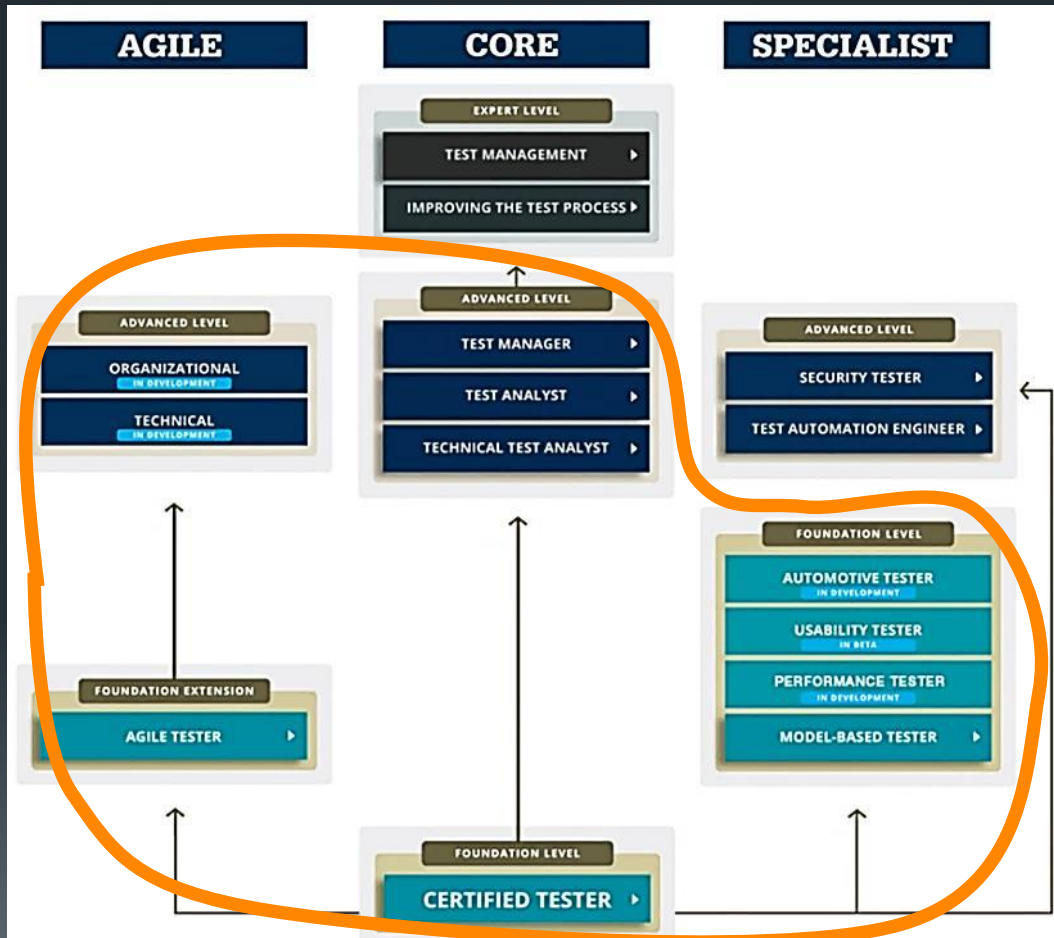 AGILE
CORE
SPECIALIST
EXPERT LEVEL
TEST MANAGEMENT
IMPROVING THE TEST PROCESS
ADVANCED LEVEL
ORGANIZATIONAL
IN DEVELOPMENT
TECHNICAL
IN DEVELOPMENT
ADVANCED LEVEL
TEST MANAGER
TEST ANALYST
TECHNICAL TEST ANALYST
ADVANCED LEVEL
SECURITY TESTER
TEST AUTOMATION ENGINEER
FOUNDATION LEVEL
AUTOMOTIVE TESTER
IN DEVELOPMENT
USABILITY TESTER
IN BETA
PERFORMANCE TESTER
IN DEVELOPMENT
MODEL-BASED TESTER
FOUNDATION EXTENSION
AGILE TESTER
FOUNDATION LEVEL
CERTIFIED TESTER